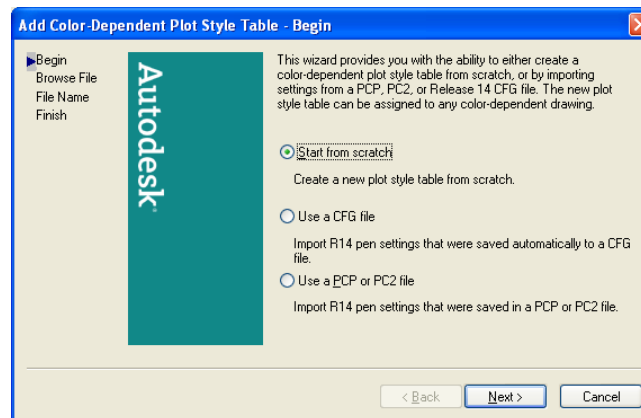 Add Color-Dependent Plot Style Table - Begin
Begin
Browse File
File Name
Finish
Autodesk
This wizard provides you with the ability to either create a
color-dependent plot style table from scratch, or by importing
settings from a PCP, PC2, or Release 14 CFG file. The new plot
style table can be assigned to any color-dependent drawing.
Start from scratch
Create a new plot style table from scratch.
Use a CFG file
Import R14 pen settings that were saved automatically to a CFG
file.
Use a PCP or PC2 file
Import R14 pen settings that were saved in a PCP or PC2 file.
< Back
Next >
Cancel